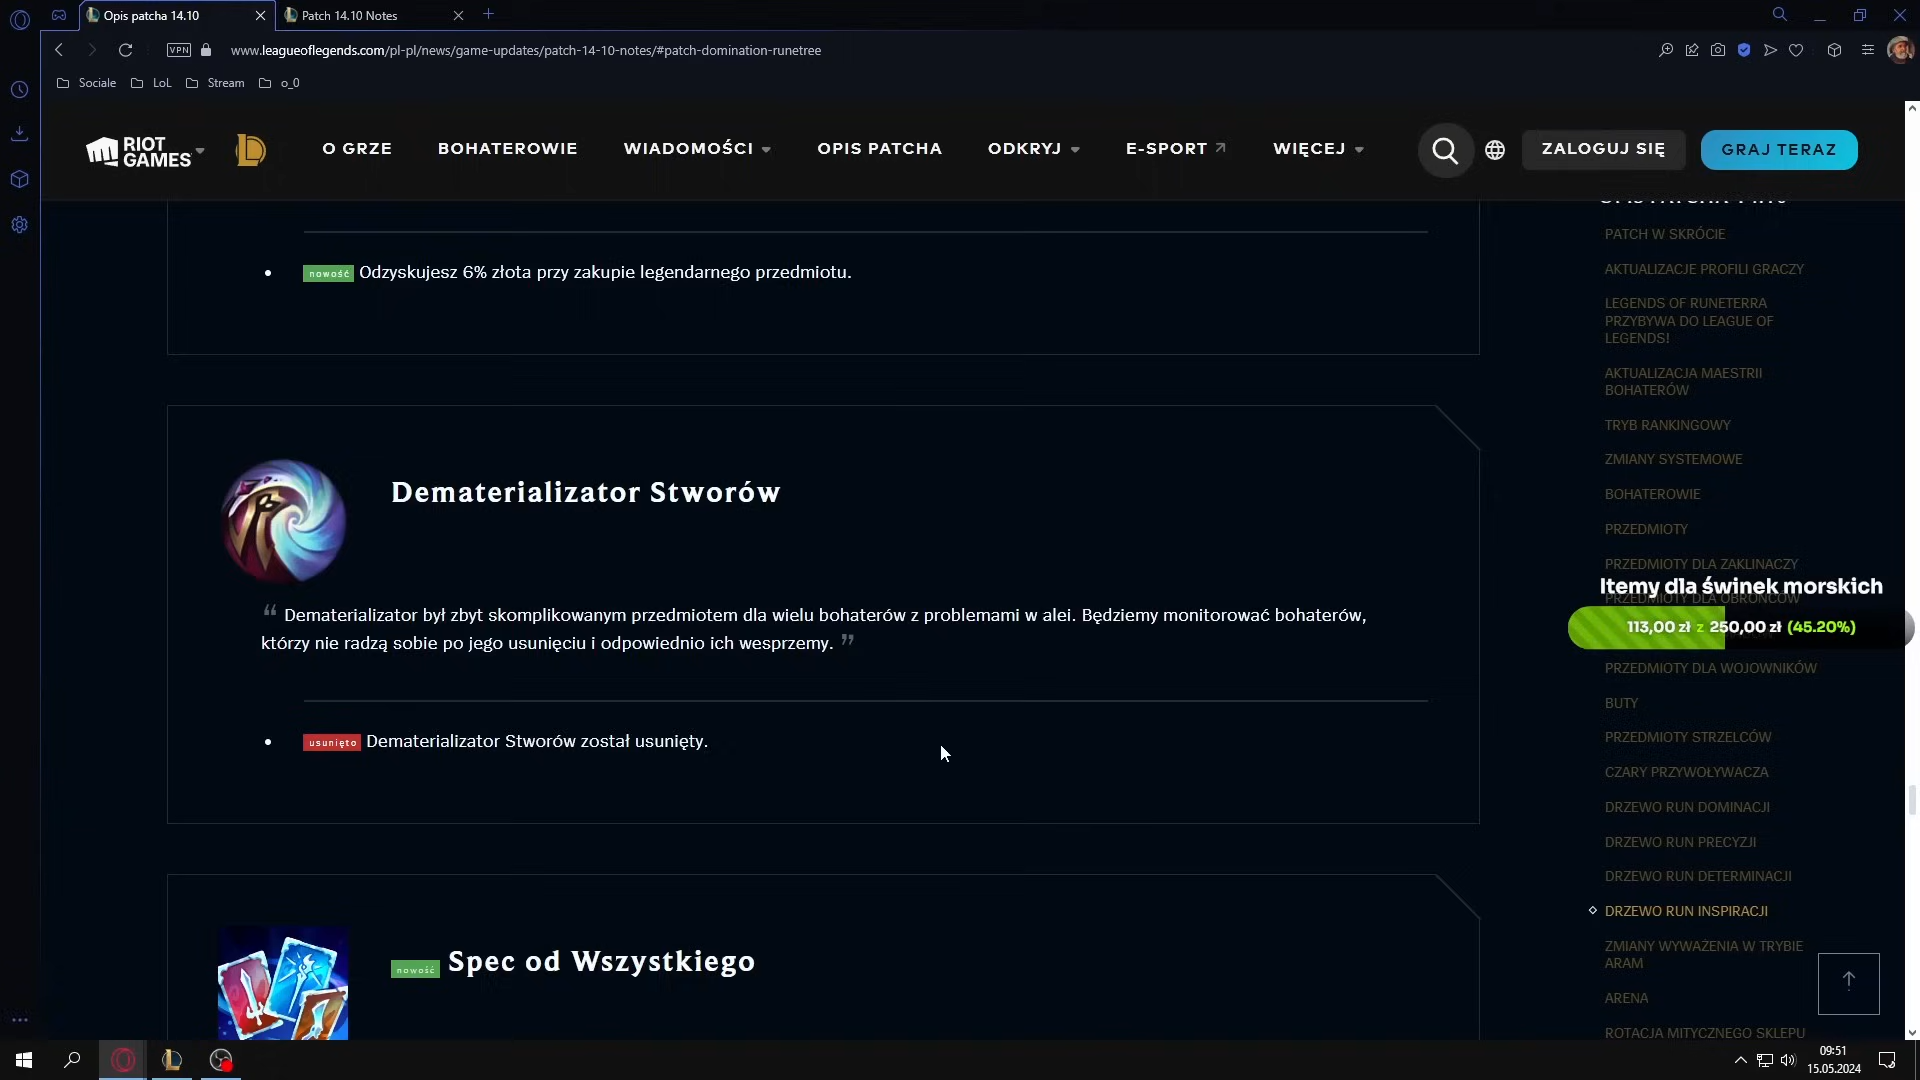 Opis patcha 14.10
Patch 14.10 Notes
VPN
www.leagueoflegends.com/pl-pl/news/game-updates/patch-14-10-notes/#patch-domination-runetree
Sociale
LoL
Stream
o_0
RIOT GAMES
O GRZE
BOHATEROWIE
WIADOMOŚCI
OPIS PATCHA
ODKRYJ
E-SPORT
WIĘCEJ
ZALOGUJ SIĘ
GRAJ TERAZ
nowość Odzyskujesz 6% złota przy zakupie legendarnego przedmiotu.
Dematerializator Stworów
“ Dematerializator był zbyt skomplikowanym przedmiotem dla wielu bohaterów z problemami w alei. Będziemy monitorować bohaterów,
którzy nie radzą sobie po jego usunięciu i odpowiednio ich wesprzemy. ”
usunięto Dematerializator Stworów został usunięty.
nowość Spec od Wszystkiego
PATCH W SKRÓCIE
AKTUALIZACJE PROFILI GRACZY
LEGENDS OF RUNETERRA
PRZYBYWA DO LEAGUE OF
LEGENDS!
AKTUALIZACJA MAESTRII
BOHATERÓW
TRYB RANKINGOWY
ZMIANY SYSTEMOWE
BOHATEROWIE
PRZEDMIOTY
PRZEDMIOTY DLA ZAKLINACZY
Itemy dla świnek morskich
PRZEDMIOTY DLA OBROŃCÓW
113,00 zł z 250,00 zł (45.20%)
PRZEDMIOTY DLA WOJOWNIKÓW
BUTY
PRZEDMIOTY STRZELCÓW
CZARY PRZYWOŁYWACZA
DRZEWO RUN DOMINACJI
DRZEWO RUN PRECYZJI
DRZEWO RUN DETERMINACJI
DRZEWO RUN INSPIRACJI
ZMIANY WYWAŻENIA W TRYBIE
ARAM
ARENA
ROTACJA MITYCZNEGO SKLEPU
09:51
15.05.2024